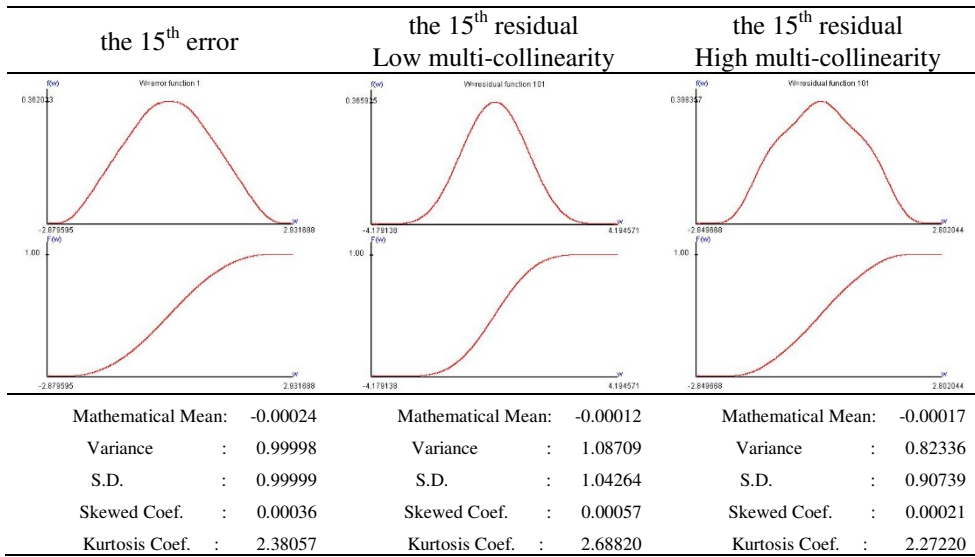 the 15th error
the 15th residual
Low multi-collinearity
the 15th residual
High multi-collinearity
f(w) W=error function 1
0.362033
-2.879595 2.931698
w
F(w)
1.00
-2.879595 2.931698
w
f(w) W=residual function 101
0.365925
-4.179138 4.194571
w
F(w)
1.00
-4.179138 4.194571
w
f(w) W=residual function 101
0.398357
-2.849668 2.802044
w
F(w)
1.00
-2.849668 2.802044
w
Mathematical Mean: -0.00024
Variance : 0.99998
S.D. : 0.99999
Skewed Coef. : 0.00036
Kurtosis Coef. : 2.38057
Mathematical Mean: -0.00012
Variance : 1.08709
S.D. : 1.04264
Skewed Coef. : 0.00057
Kurtosis Coef. : 2.68820
Mathematical Mean: -0.00017
Variance : 0.82336
S.D. : 0.90739
Skewed Coef. : 0.00021
Kurtosis Coef. : 2.27220